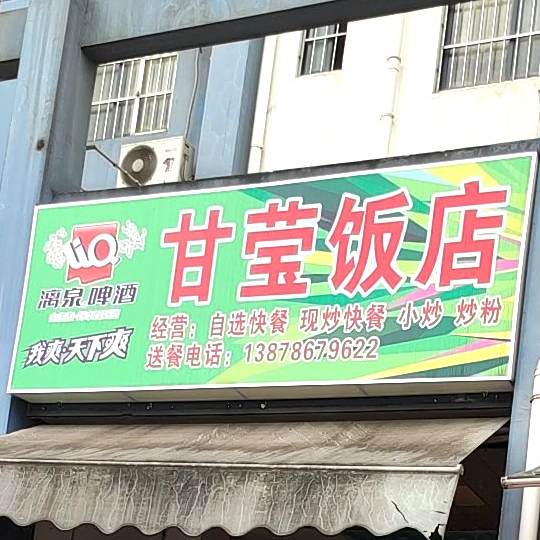 LiQ
漓泉 啤酒
我爽·天下爽
甘莹饭店
经营：自选快餐 现炒快餐 小炒 炒粉
送餐电话：13878679622